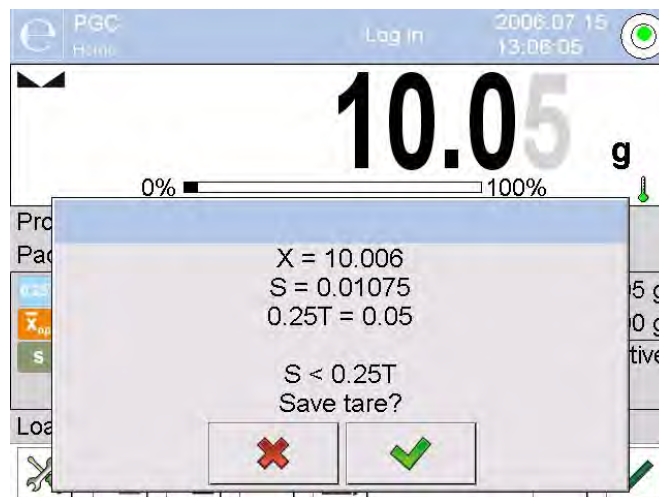 PGC
Home
Log in
2006.07.15
13:06:05
10.05 g
0% 100%
X = 10.006
S = 0.01075
0.25T = 0.05
S < 0.25T
Save tare?